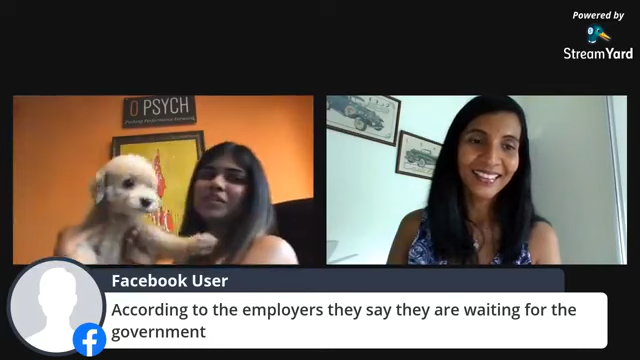 Powered by
StreamYard
O PSYCH
Facebook User
According to the employers they say they are waiting for the
government